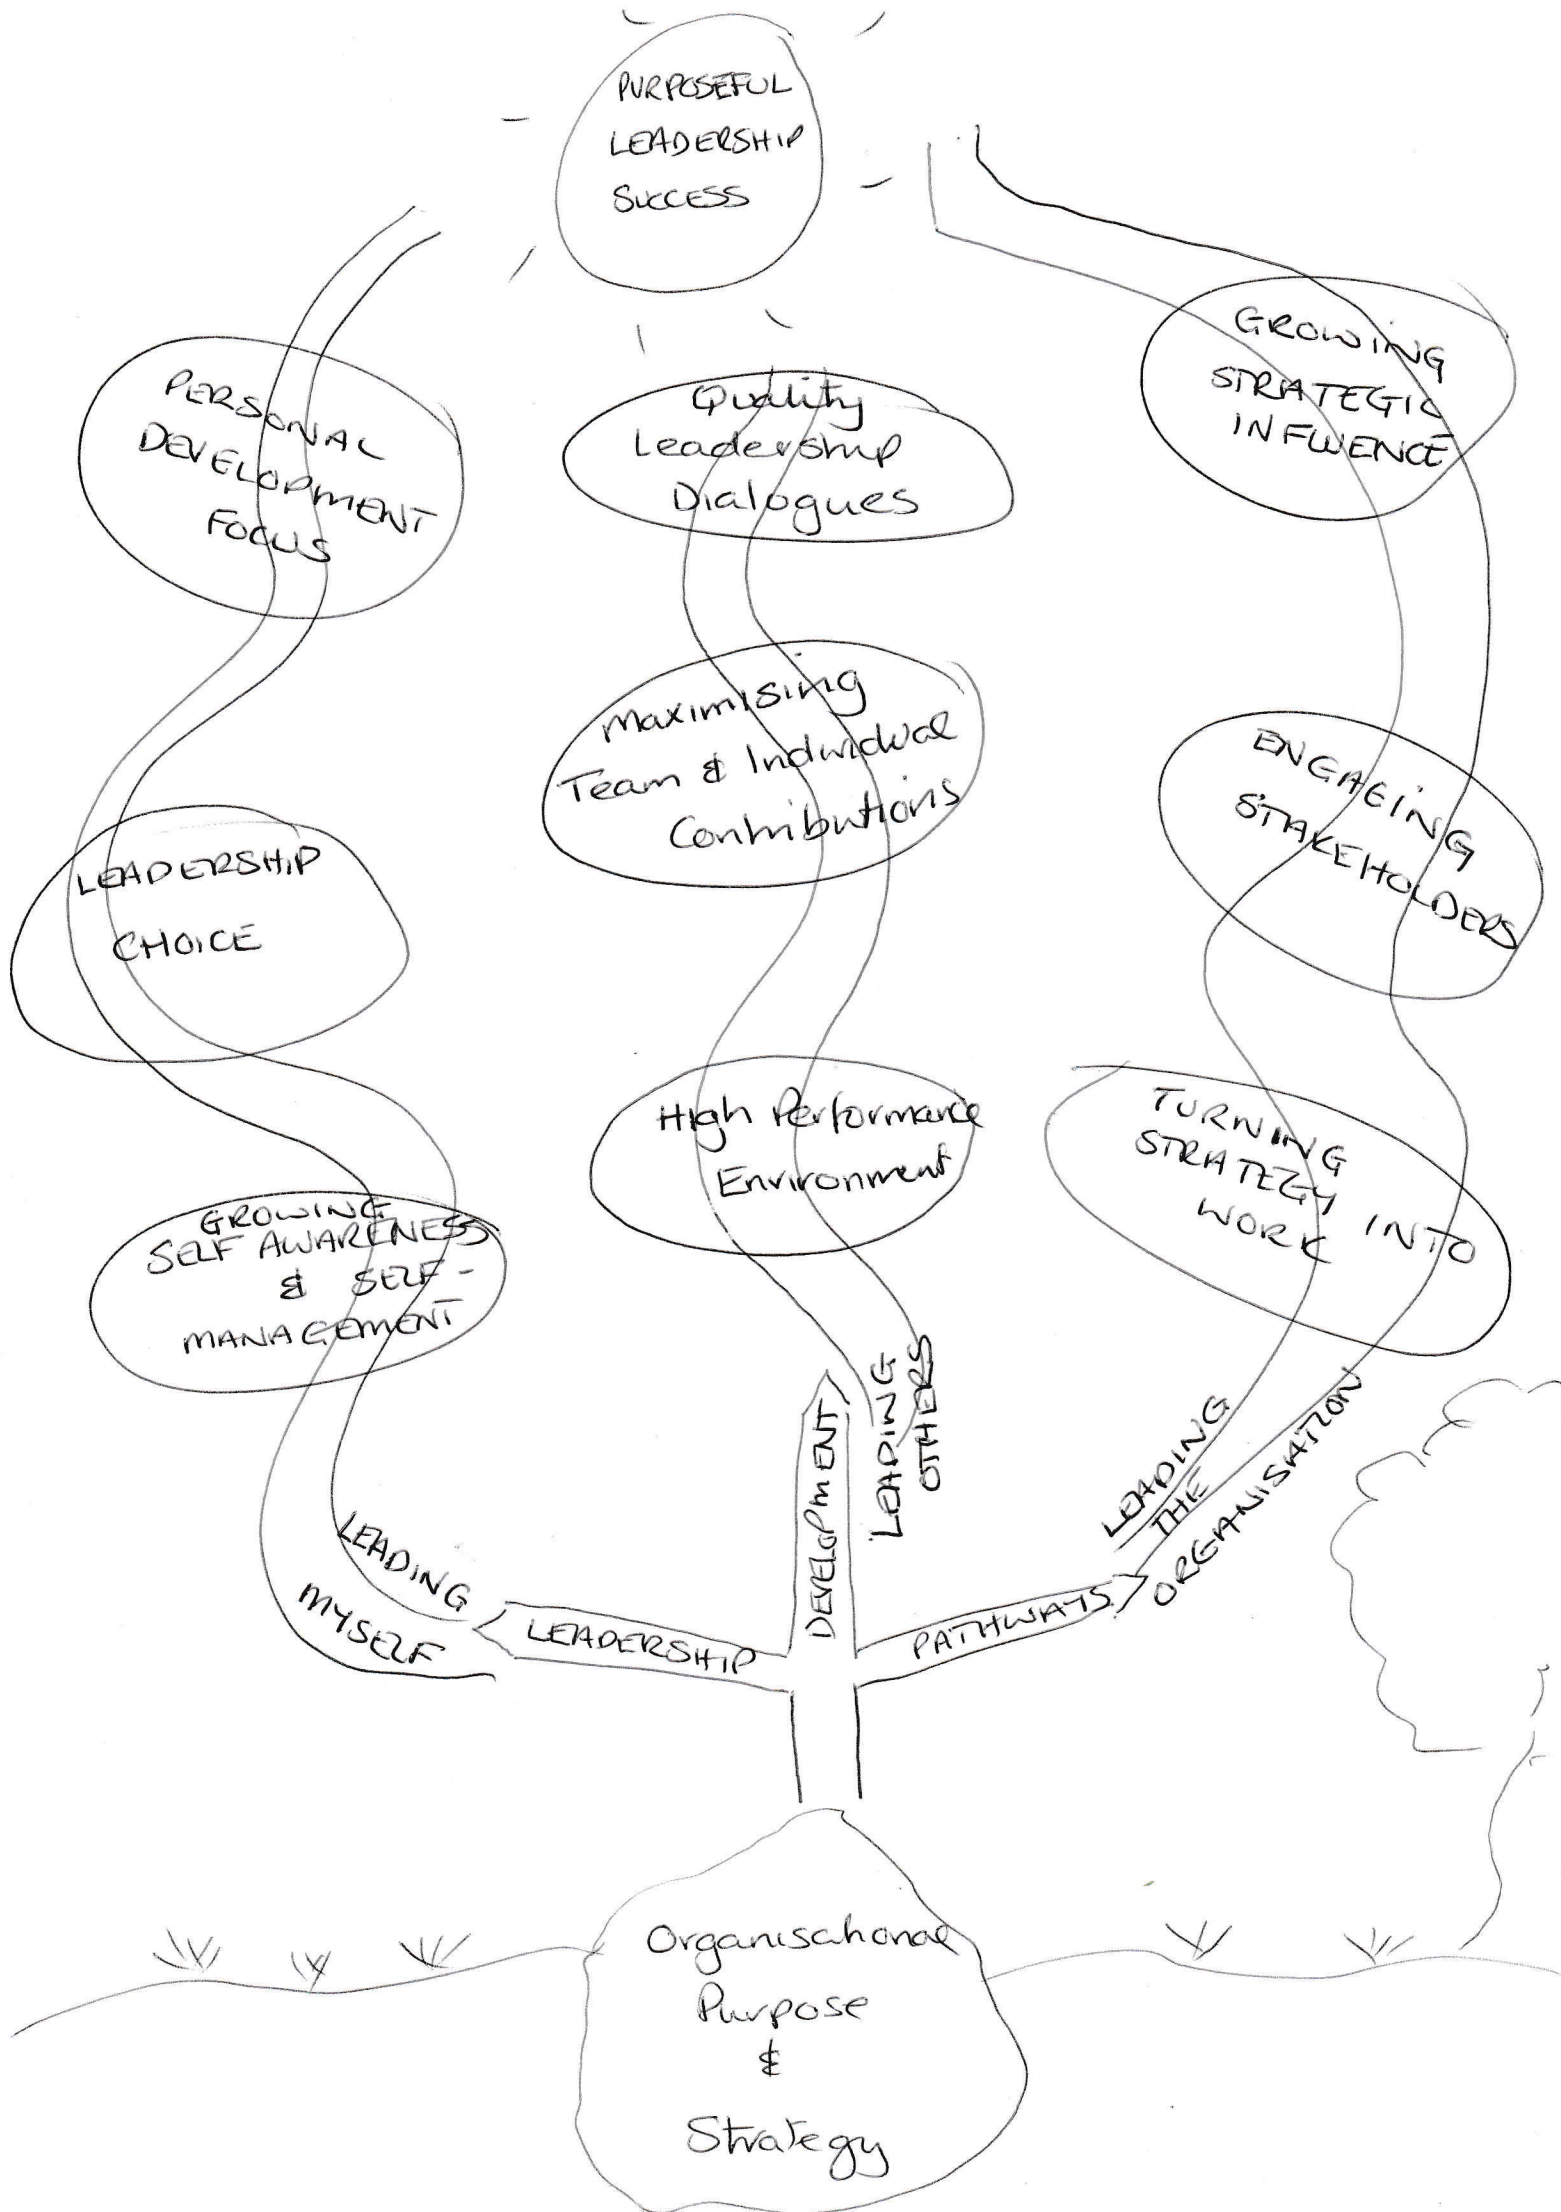 PURPOSEFUL
LEADERSHIP
SUCCESS
PERSONAL
DEVELOPMENT
FOCUS
Quality
Leadership
Dialogues
GROWING
STRATEGIC
INFLUENCE
LEADERSHIP
CHOICE
Maximising
Team & Individual
Contributions
ENGAGING
STAKEHOLDERS
GROWING
SELF AWARENESS
& SELF-
MANAGEMENT
High Performance
Environment
TURNING
STRATEGY INTO
WORK
LEADING
MYSELF
LEADING
OTHERS
LEADING
THE
ORGANISATION
LEADERSHIP
DEVELOPMENT
PATHWAYS
Organisational
Purpose
&
Strategy